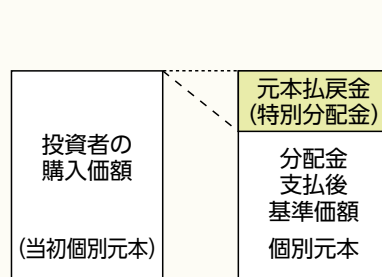 投資者の
購入価額
(当初個別元本)
元本払戻金
(特別分配金)
分配金
支払後
基準価額
個別元本